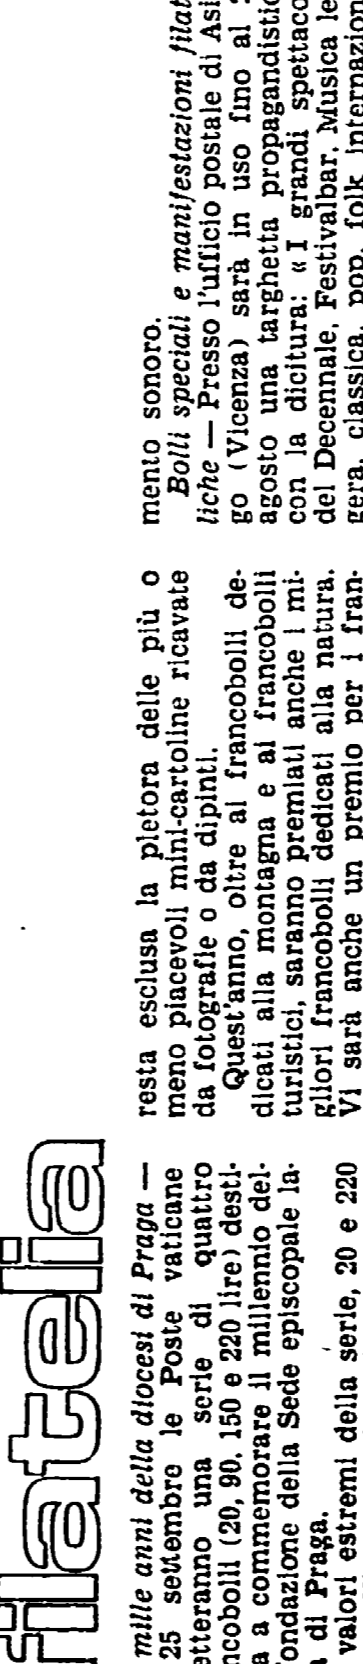 filatelia
mille anni della diocesi di Praga —
25 settembre le Poste vaticane
etteranno una serie di quattro
ncobolli (20, 90, 150 e 220 lire) desti-
a a commemorare il millennio del-
ondazione della Sede episcopale la-
a di Praga.
valori estremi della serie, 20 e 220
resta esclusa la pletora delle più o
meno piacevoli mini-cartoline ricavate
da fotografie o da dipinti.
Quest'anno, oltre ai francobolli de-
dicati alla montagna e ai francobolli
turistici, saranno premiati anche i mi-
gliori francobolli dedicati alla natura.
Vi sarà anche un premio per i fran-
mento sonoro.
Bolli speciali e manifestazioni filat
liche — Presso l'ufficio postale di Asi
go (Vicenza) sarà in uso fino al
agosto una targhetta propagandistic
con la dicitura: « I grandi spettaco
del Decennale, Festivalbar, Musica le
gera, classica, pop, folk internazion